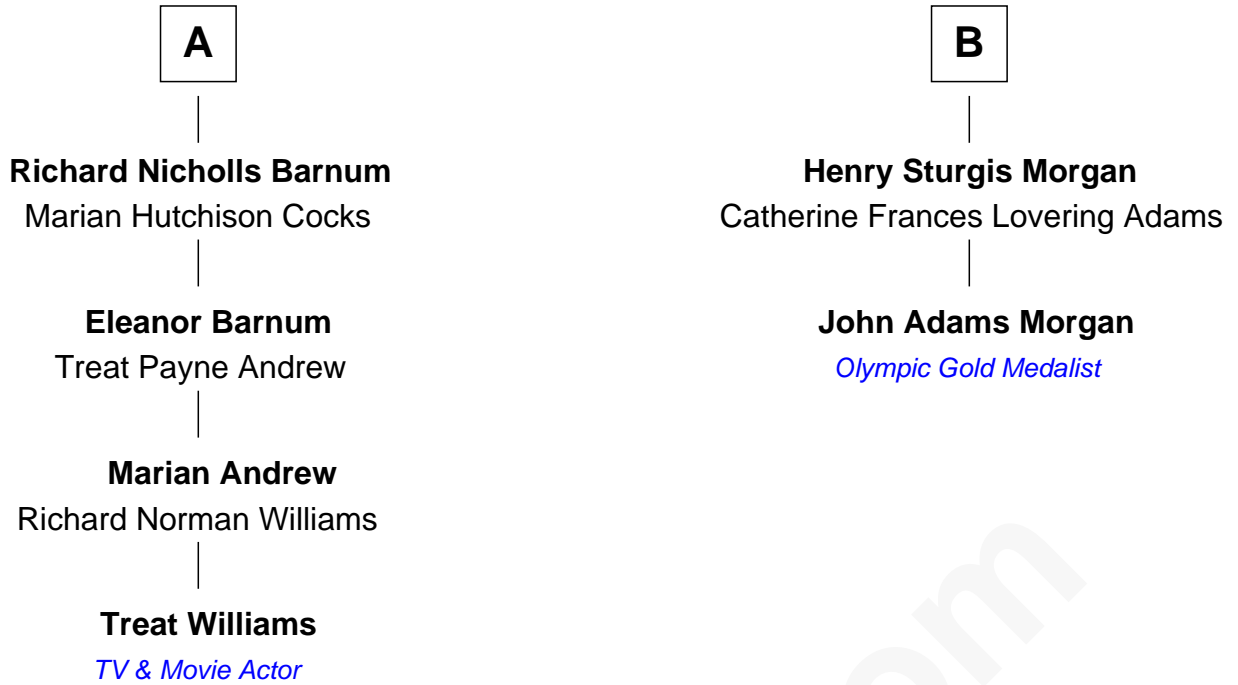 A
Richard Nicholls Barnum
Marian Hutchison Cocks
Eleanor Barnum
Treat Payne Andrew
Marian Andrew
Richard Norman Williams
Treat Williams
TV & Movie Actor
B
Henry Sturgis Morgan
Catherine Frances Lovering Adams
John Adams Morgan
Olympic Gold Medalist
om